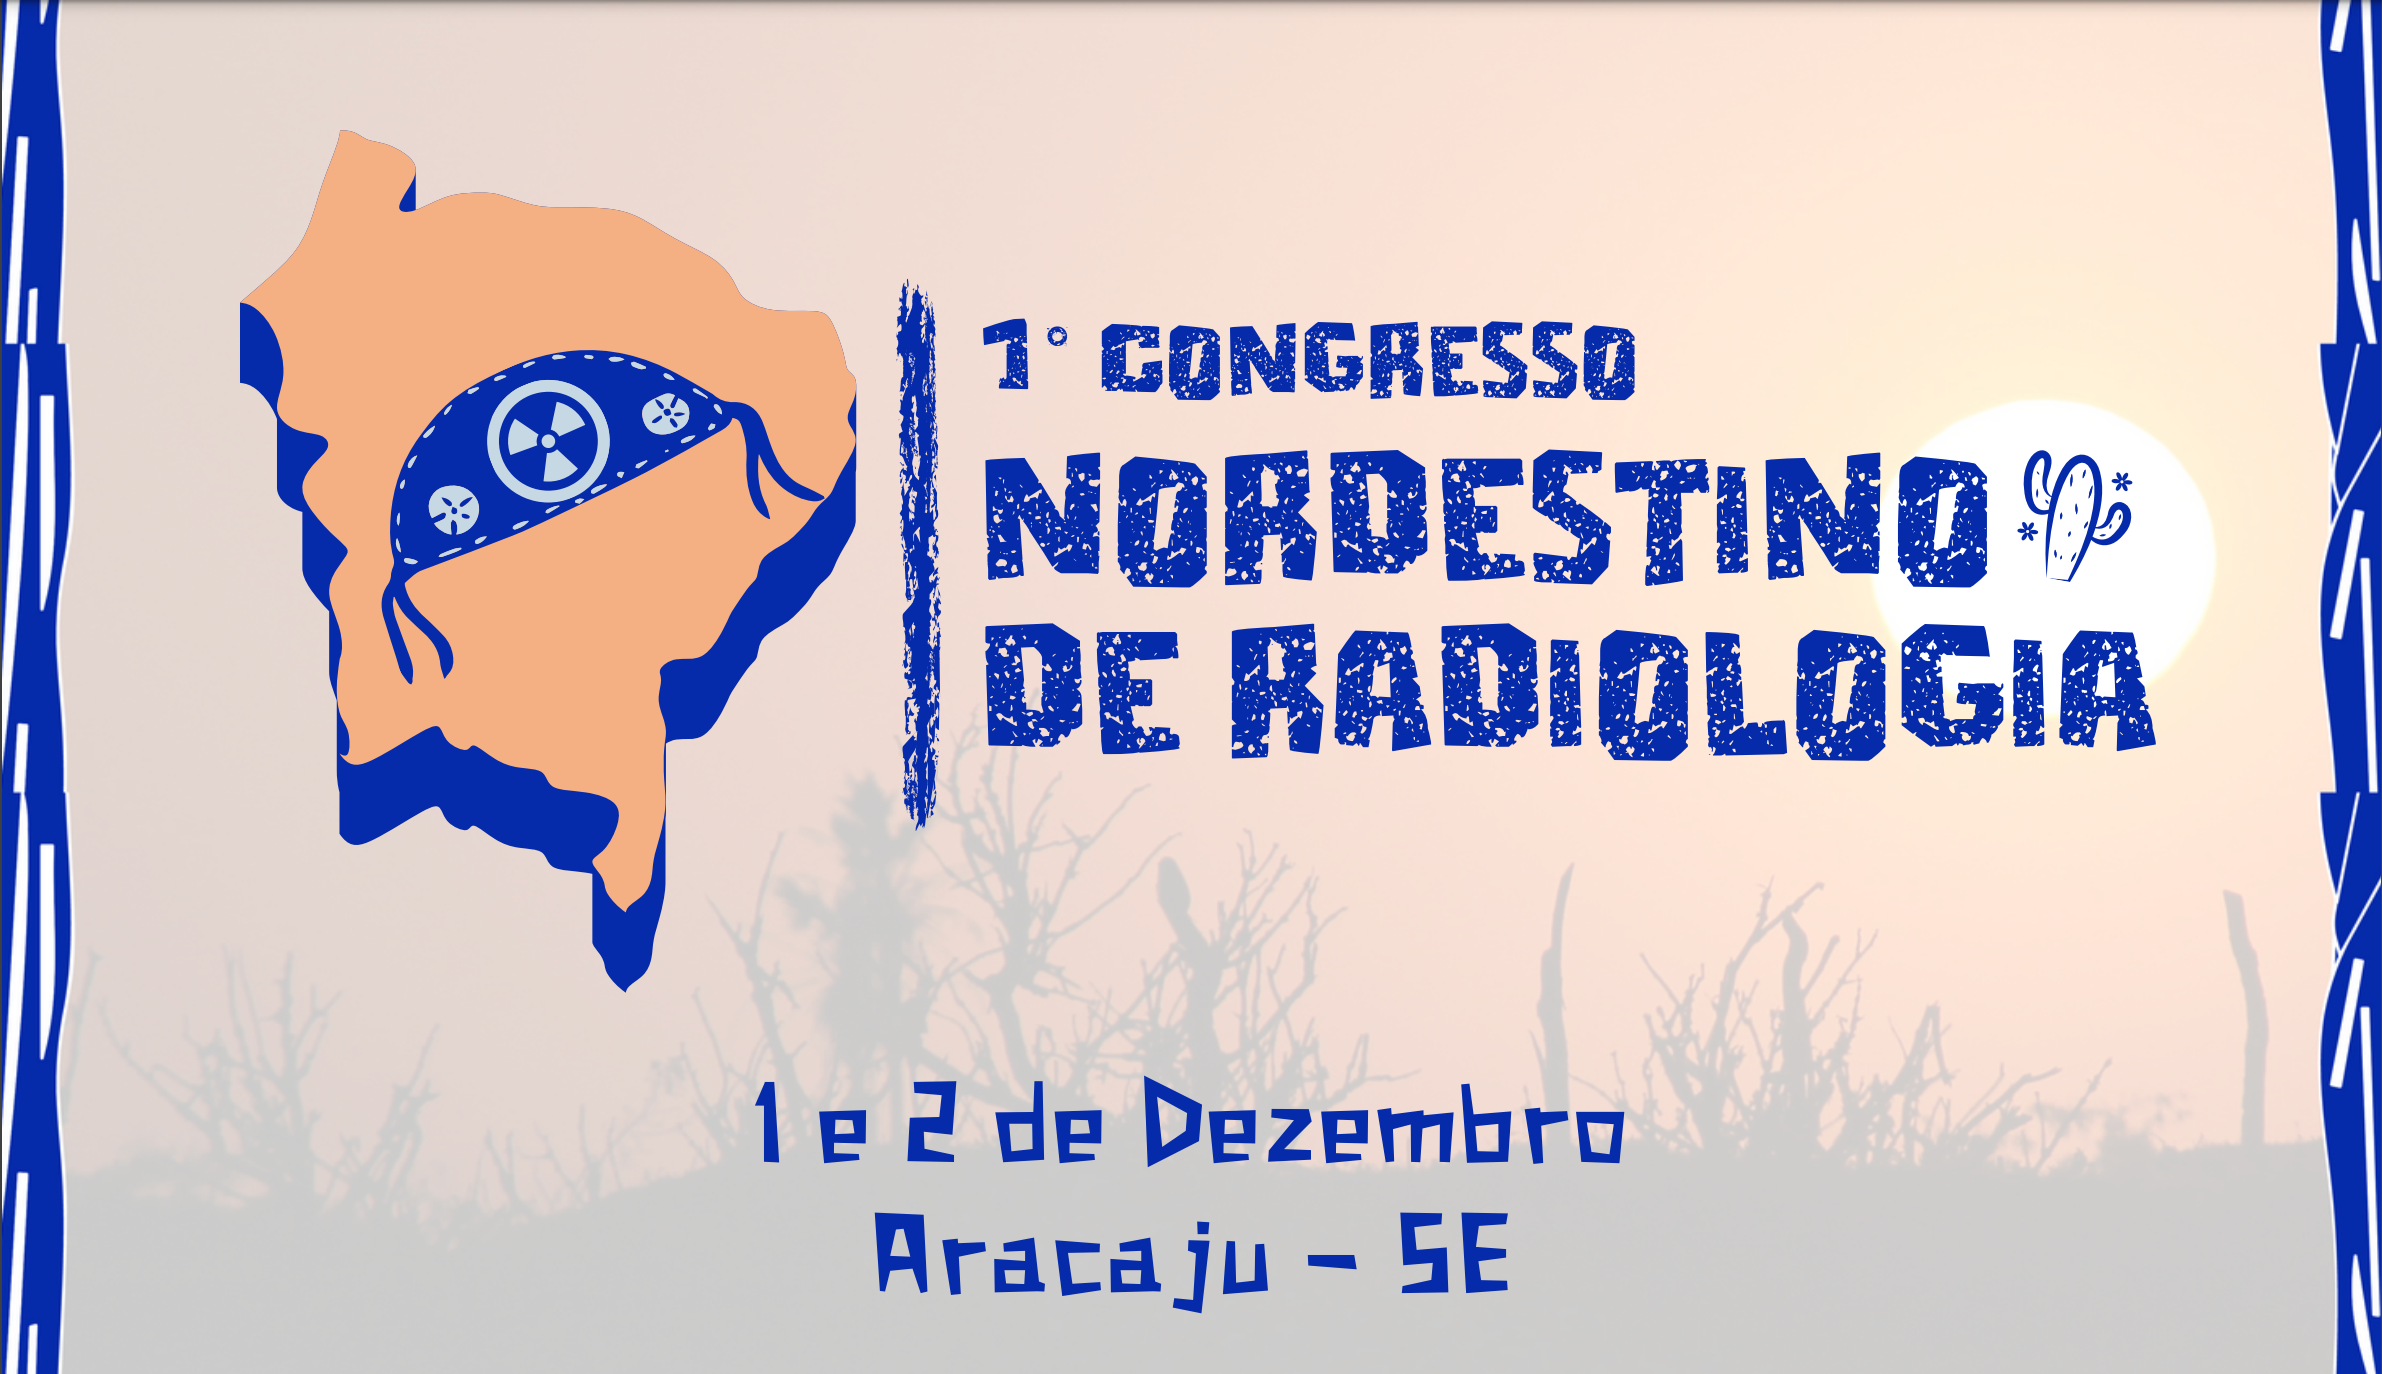 1° CONGRESSO
NORDESTINO
DE RADIOLOGIA
1 e 2 de Dezembro
Aracaju - SE